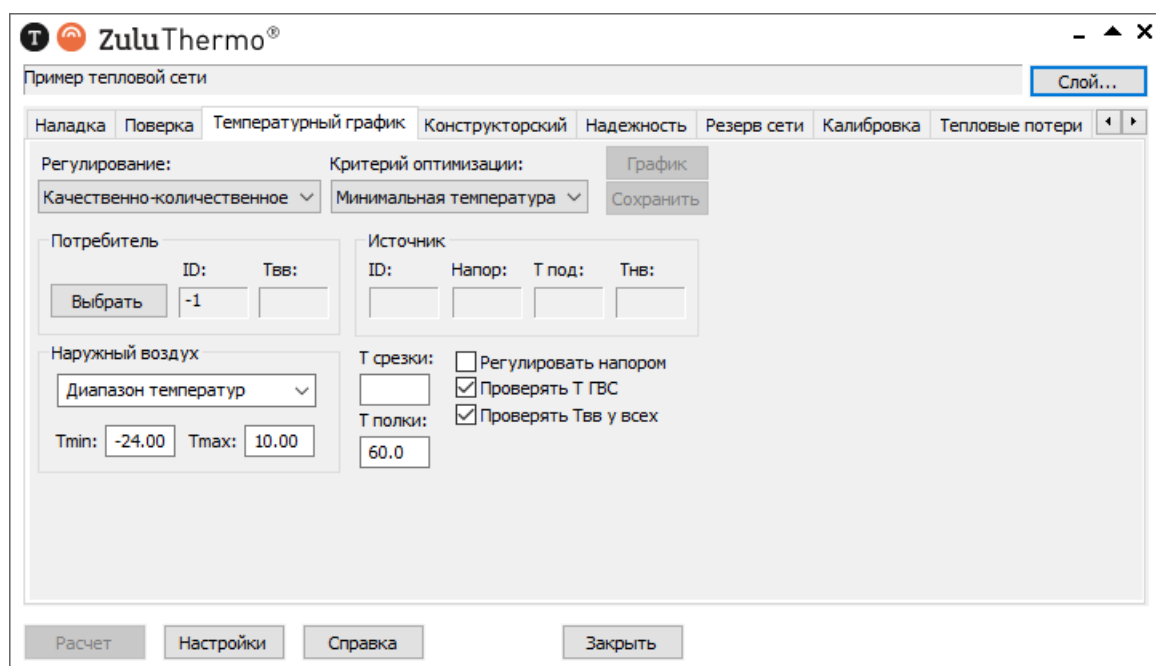 T ZuluThermo®
Пример тепловой сети
Слой...
Наладка Поверка Температурный график Конструкторский Надежность Резерв сети Калибровка Тепловые потери
Регулирование: Критерий оптимизации: График
Качественно-количественное Минимальная температура Сохранить
Потребитель Источник
ID: Твв: ID: Напор: Т под: Тнв:
Выбрать -1
Наружный воздух Т срезки: Регулировать напором
Диапазон температур Проверять Т ГВС
Т полки: Проверять Твв у всех
Tmin: -24.00 Tmax: 10.00 60.0
Расчет Настройки Справка Закрыть